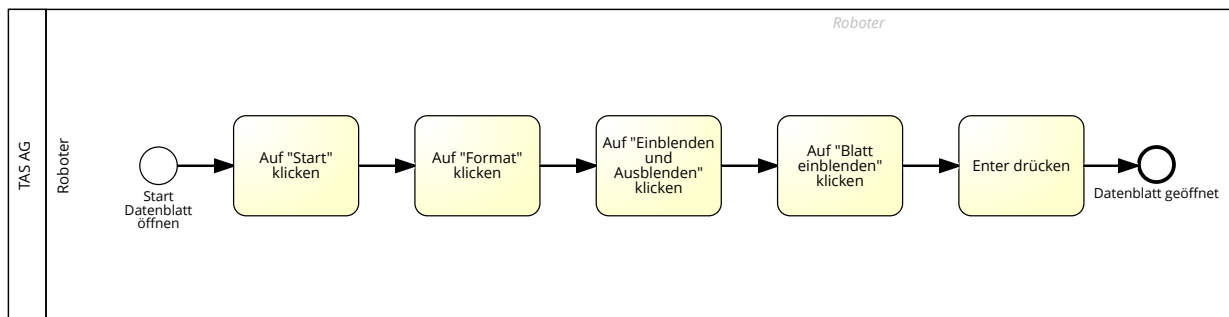 Roboter
TAS AG
Roboter
Start
Datenblatt
öffnen
Auf "Start"
klicken
Auf "Format"
klicken
Auf "Einblenden
und
Ausblenden"
klicken
Auf "Blatt
einblenden"
klicken
Enter drücken
Datenblatt geöffnet